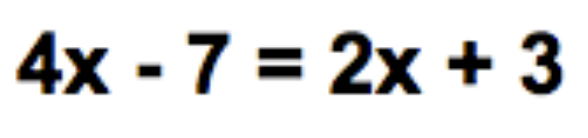 4x - 7 = 2x + 3